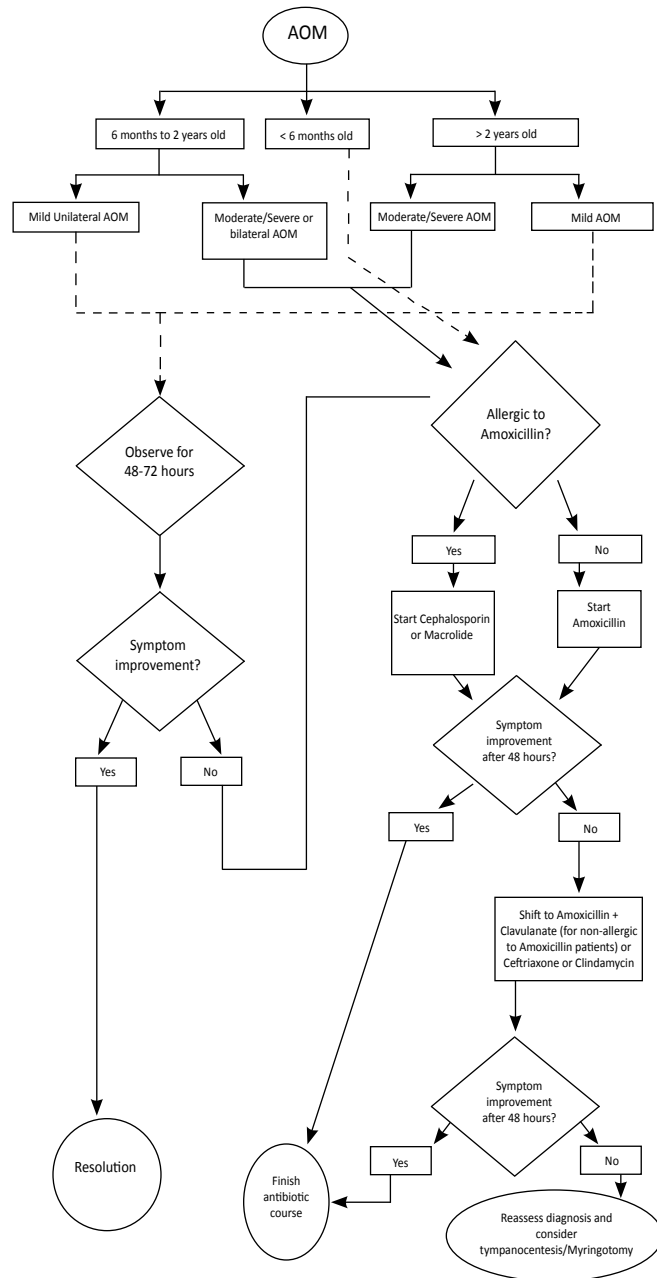 AOM
6 months to 2 years old
< 6 months old
> 2 years old
Mild Unilateral AOM
Moderate/Severe or
bilateral AOM
Moderate/Severe AOM
Mild AOM
Observe for
48-72 hours
Allergic to
Amoxicillin?
Yes
No
Start Cephalosporin
or Macrolide
Start
Amoxicillin
Symptom
improvement?
Yes
No
Symptom
improvement
after 48 hours?
Yes
No
Shift to Amoxicillin +
Clavulanate (for non-allergic
to Amoxicillin patients) or
Ceftriaxone or Clindamycin
Symptom
improvement
after 48 hours?
Yes
No
Resolution
Finish
antibiotic
course
Reassess diagnosis and
consider
tympanocentesis/Myringotomy